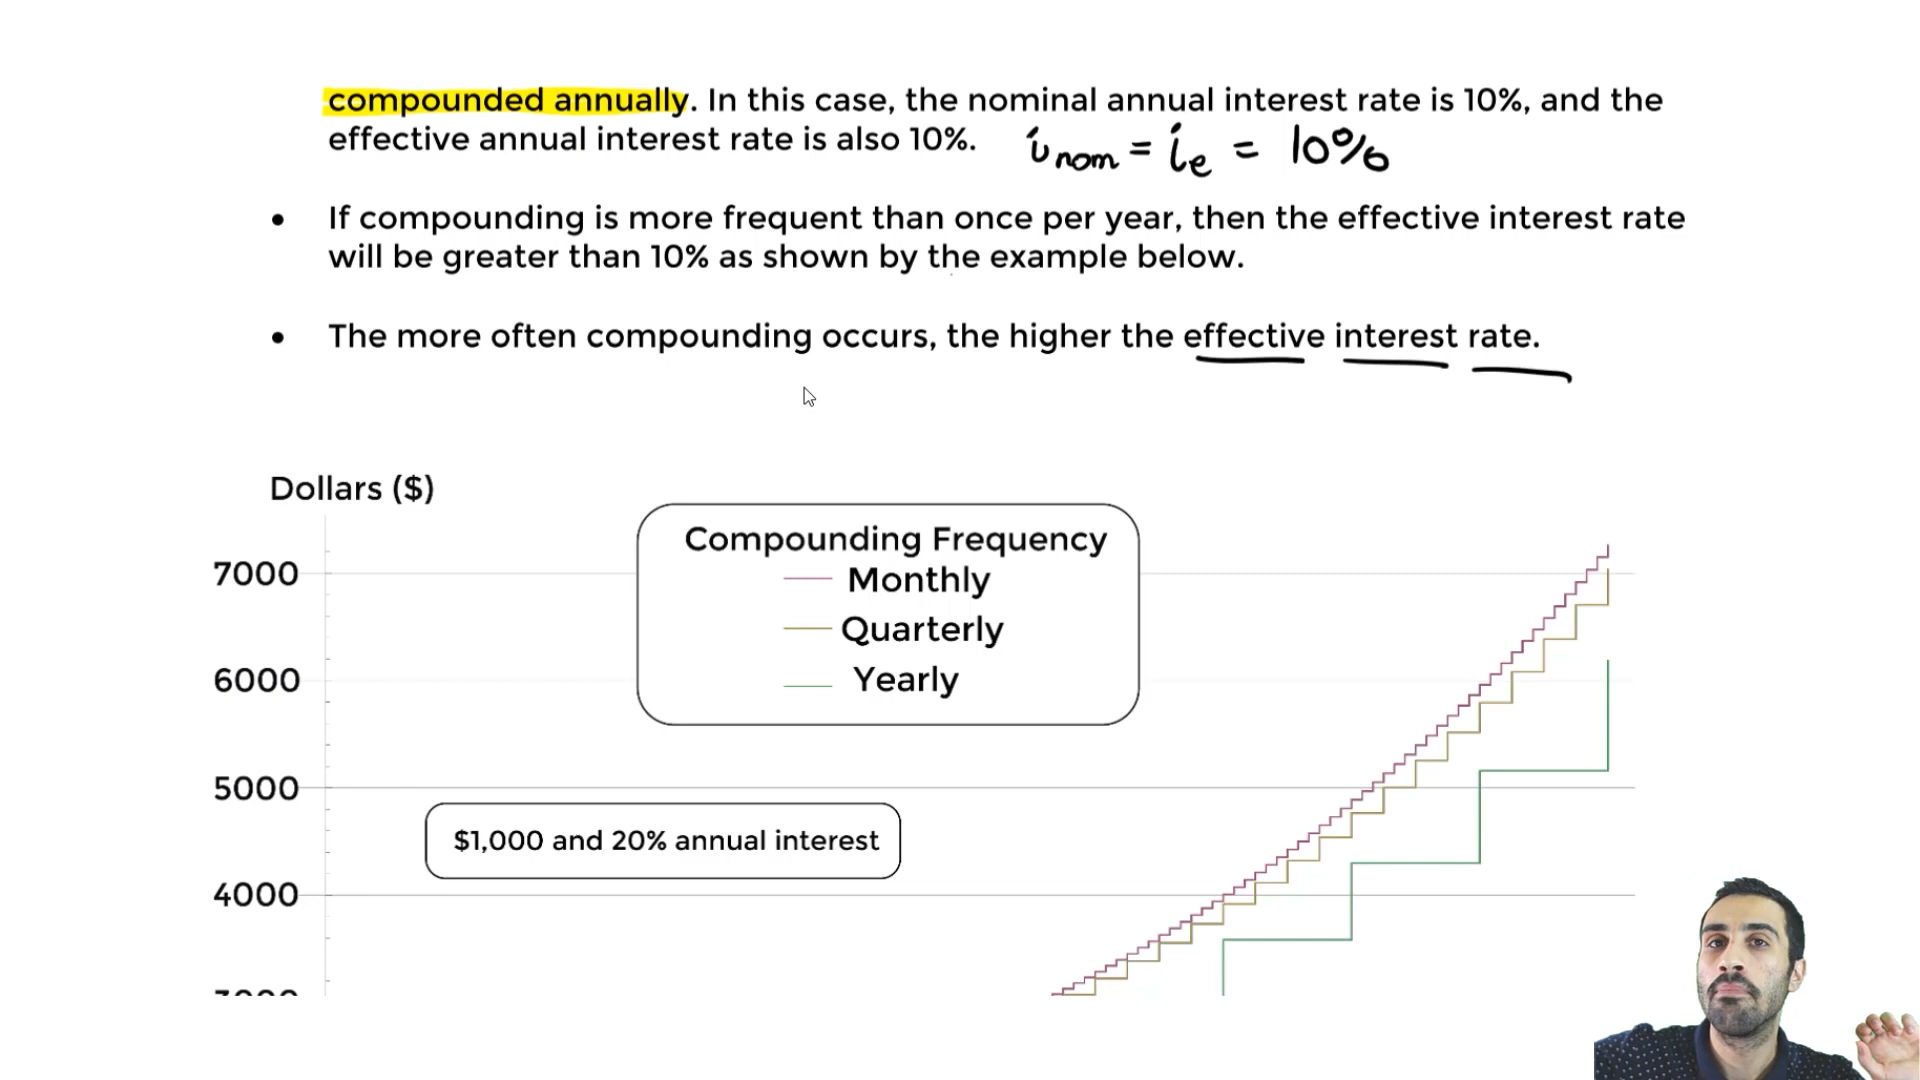 compounded annually. In this case, the nominal annual interest rate is 10%, and the
effective annual interest rate is also 10%. i nom = i e = 10%
• If compounding is more frequent than once per year, then the effective interest rate
will be greater than 10% as shown by the example below.
• The more often compounding occurs, the higher the effective interest rate.
Dollars ($)
Compounding Frequency
Monthly
Quarterly
Yearly
7000
6000
5000
$1,000 and 20% annual interest
4000